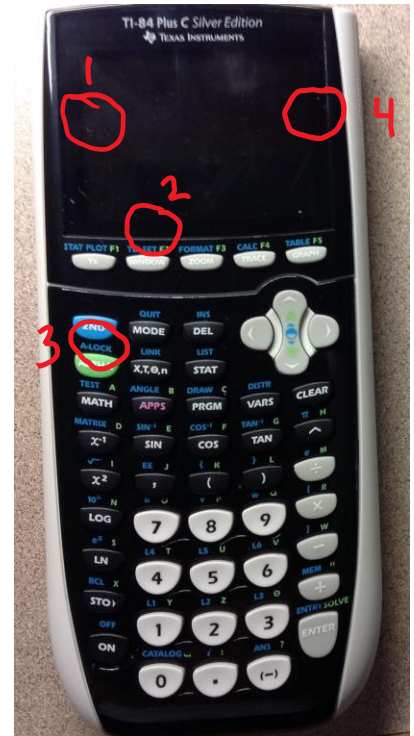 TI-84 Plus C Silver Edition
TEXAS INSTRUMENTS
1
4
2
STAT PLOT F1 F2 FORMAT F3 CALC F4 TABLE F5
Y= WINDOW ZOOM TRACE GRAPH
QUIT INS
2ND MODE DEL
3
A-LOCK LINK LIST
X,T,Θ,n STAT
TEST A ANGLE B DRAW C DISTR
MATH APPS PRGM VARS CLEAR
MATRIX D SIN⁻¹ E COS⁻¹ F TAN⁻¹ G π H
x⁻¹ SIN COS TAN ^
√ I EE J { K } L e M
x² , ( ) ÷
10ˣ N u O v P w Q [ R
LOG 7 8 9 ×
eˣ S L4 T L5 U L6 V ] W
LN 4 5 6 −
RCL X L1 Y L2 Z L3 Θ MEM "
STO› 1 2 3 +
OFF ENTRY SOLVE
ON ENTER
CATALOG i : ANS ?
0 . (−)